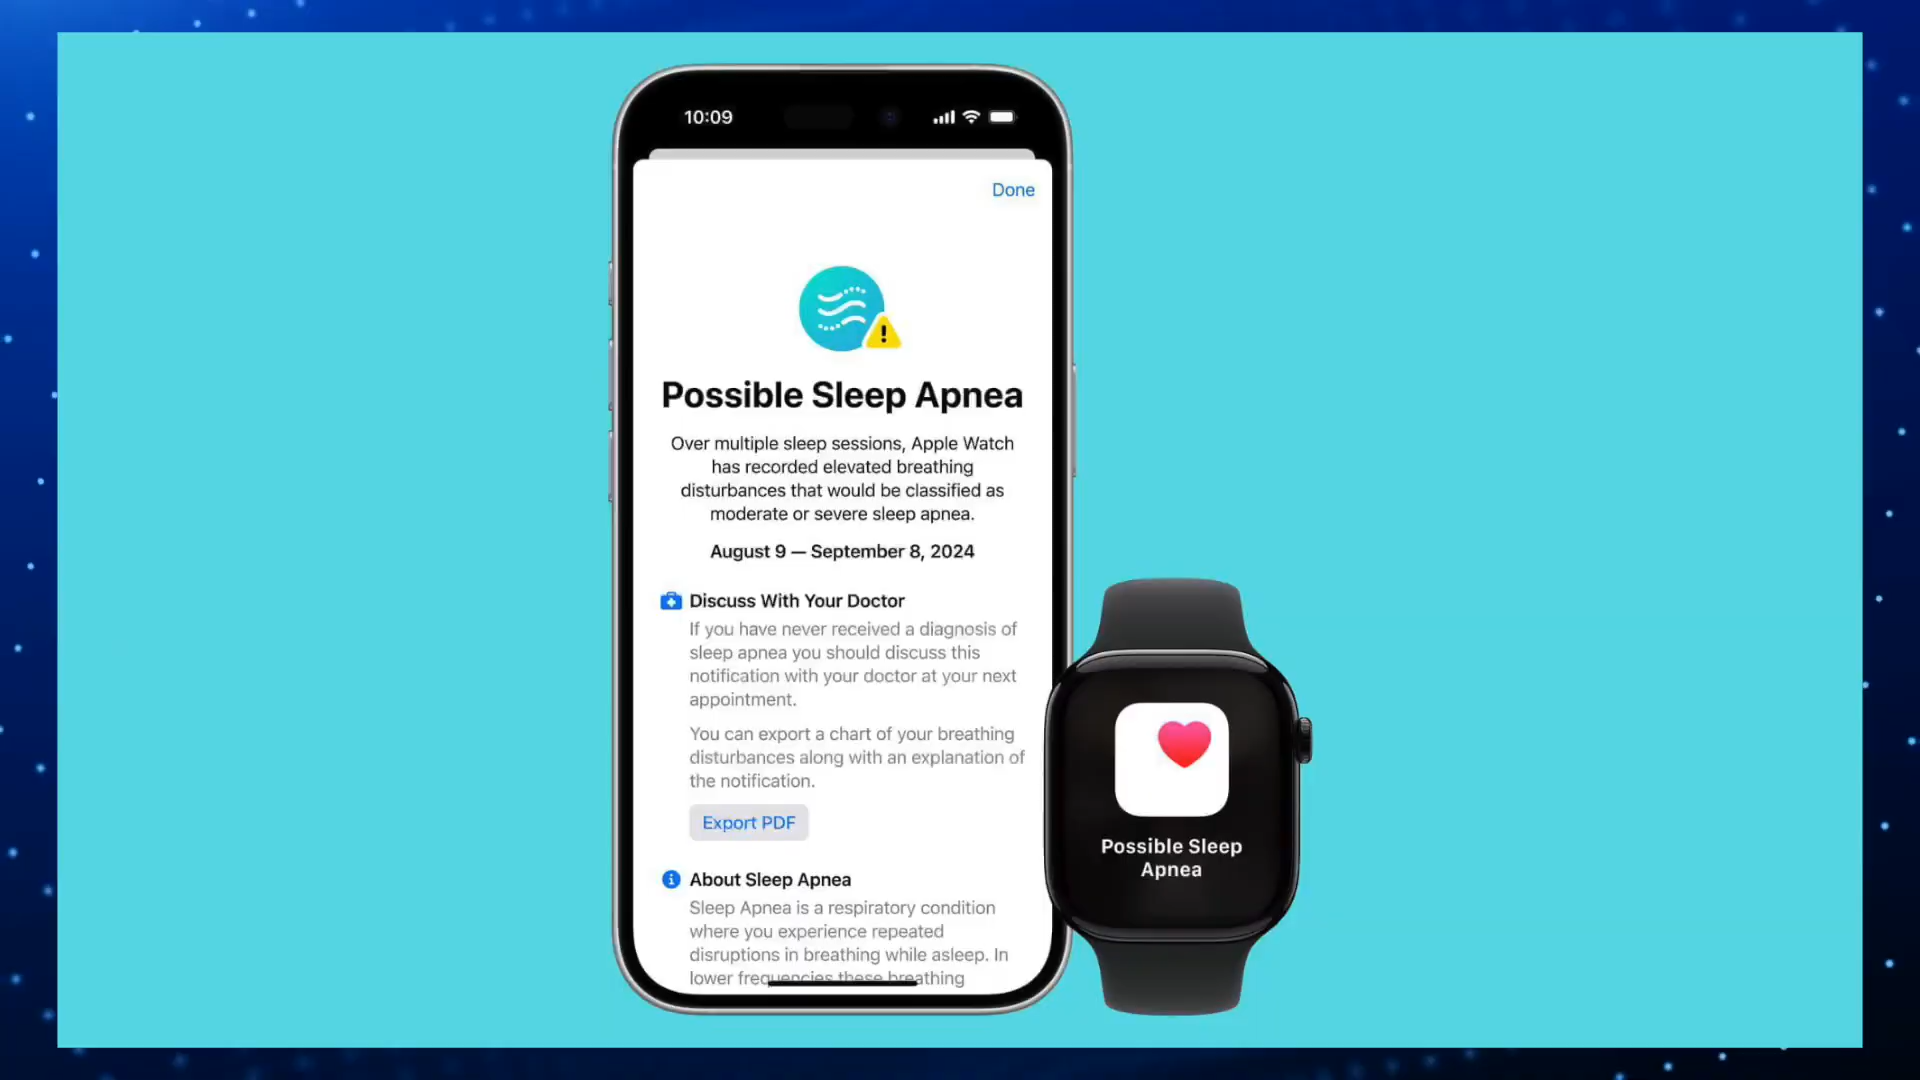 10:09
Done
Possible Sleep Apnea
Over multiple sleep sessions, Apple Watch
has recorded elevated breathing
disturbances that would be classified as
moderate or severe sleep apnea.
August 9 — September 8, 2024
Discuss With Your Doctor
If you have never received a diagnosis of
sleep apnea you should discuss this
notification with your doctor at your next
appointment.
You can export a chart of your breathing
disturbances along with an explanation of
the notification.
Export PDF
About Sleep Apnea
Sleep Apnea is a respiratory condition
where you experience repeated
disruptions in breathing while asleep. In
lower frequencies these breathing
Possible Sleep
Apnea